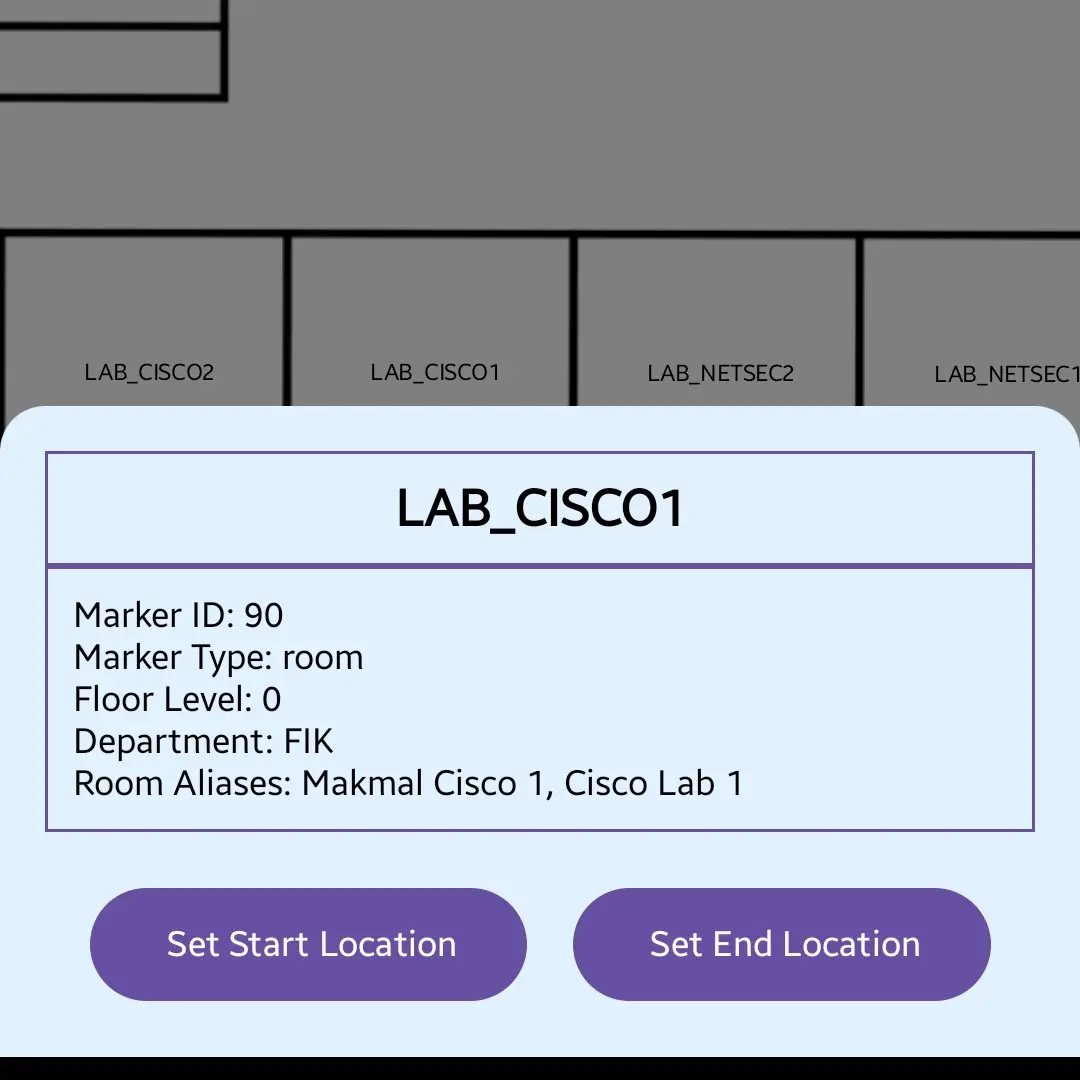 LAB_CISCO2
LAB_CISCO1
LAB_NETSEC2
LAB_NETSEC1
LAB_CISCO1
Marker ID: 90
Marker Type: room
Floor Level: 0
Department: FIK
Room Aliases: Makmal Cisco 1, Cisco Lab 1
Set Start Location
Set End Location